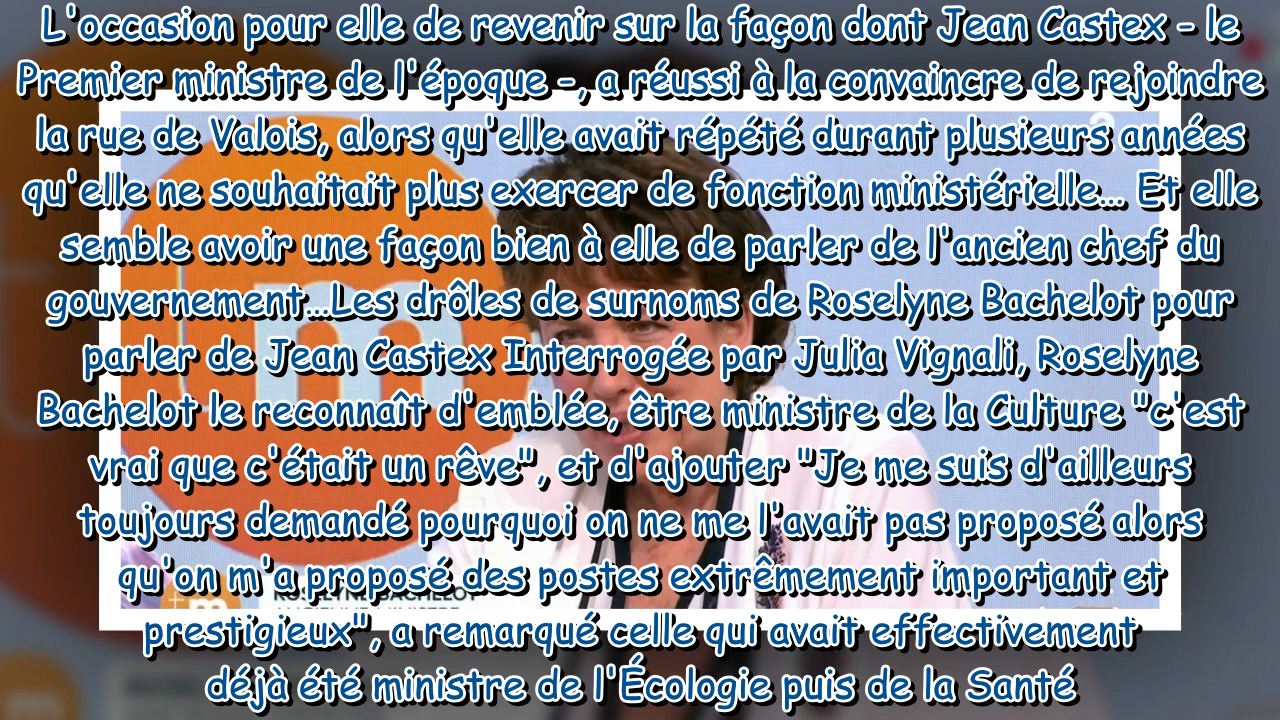 L'occasion pour elle de revenir sur la façon dont Jean Castex - le
Premier ministre de l'époque -, a réussi à la convaincre de rejoindre
la rue de Valois, alors qu'elle avait répété durant plusieurs années
qu'elle ne souhaitait plus exercer de fonction ministérielle... Et elle
semble avoir une façon bien à elle de parler de l'ancien chef du
gouvernement...Les drôles de surnoms de Roselyne Bachelot pour
parler de Jean Castex Interrogée par Julia Vignali, Roselyne
Bachelot le reconnaît d'emblée, être ministre de la Culture "c'est
vrai que c'était un rêve", et d'ajouter "Je me suis d'ailleurs
toujours demandé pourquoi on ne me l'avait pas proposé alors
qu'on m'a proposé des postes extrêmement important et
prestigieux", a remarqué celle qui avait effectivement
déjà été ministre de l'Écologie puis de la Santé
m
ROSELYNE BACHELOT